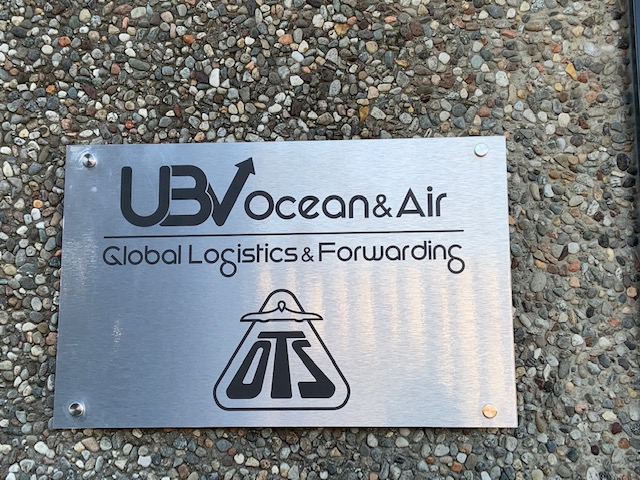 UBV Ocean & Air
Global Logistics & Forwarding
OTS